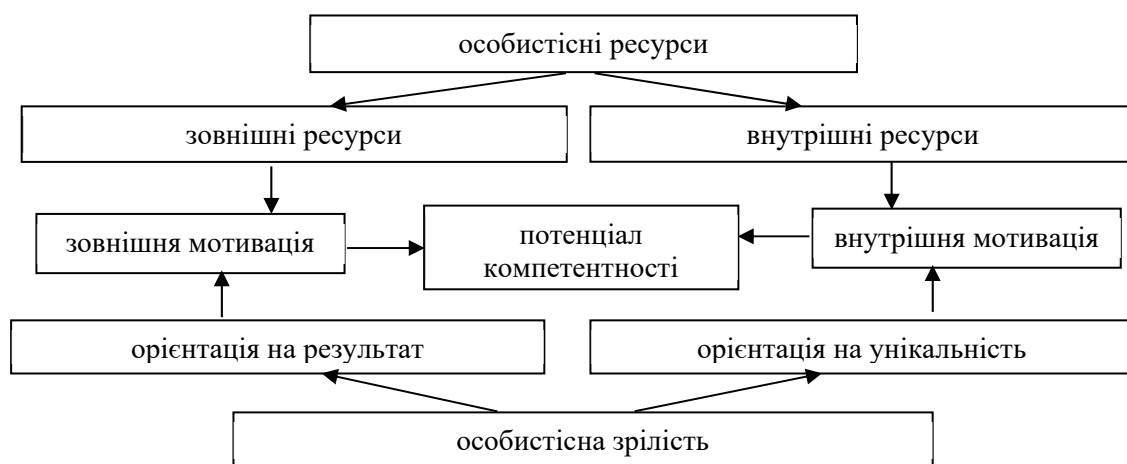 особистісні ресурси
зовнішні ресурси
внутрішні ресурси
зовнішня мотивація
потенціал
компетентності
внутрішня мотивація
орієнтація на результат
орієнтація на унікальність
особистісна зрілість